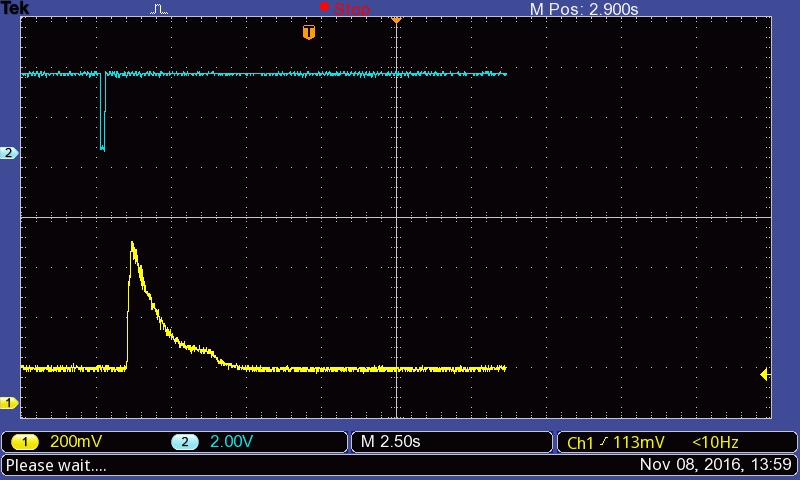 Tek Stop M Pos: 2.900s
T
2
1
1 200mV 2 2.00V M 2.50s Ch1 113mV <10Hz
Please wait.... Nov 08, 2016, 13:59